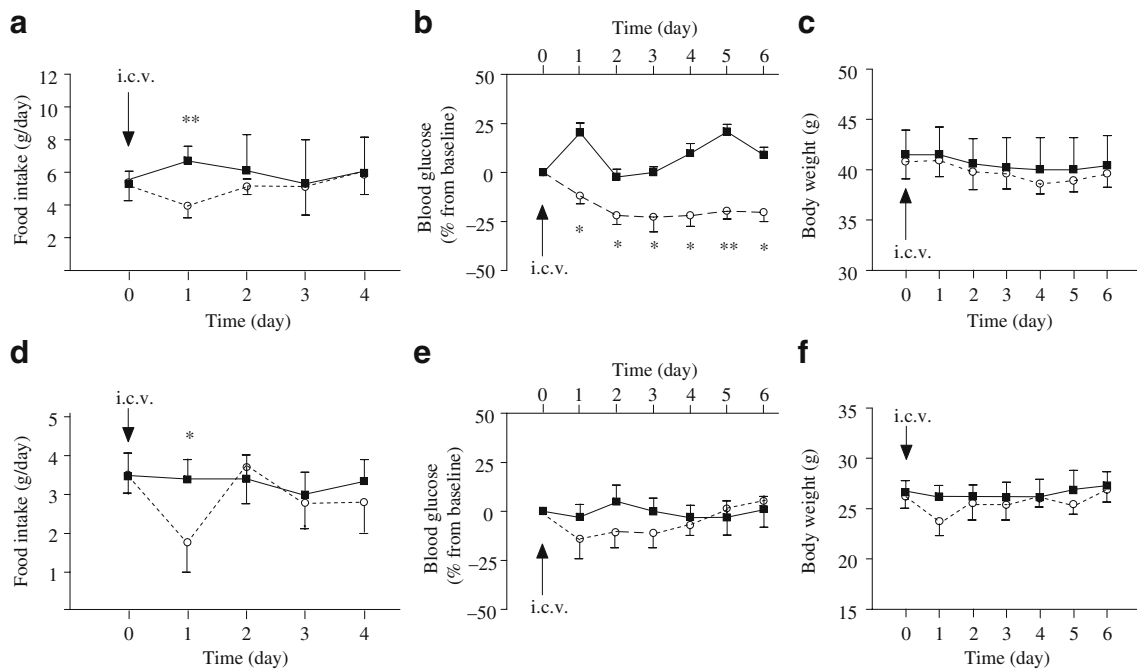 a
i.c.v.
Food intake (g/day)
12
10
8
6
4
2
**
0 1 2 3 4
Time (day)
b
Time (day)
0 1 2 3 4 5 6
Blood glucose
(% from baseline)
50
25
0
−25
−50
* * * * ** *
i.c.v.
c
Body weight (g)
50
45
40
35
30
i.c.v.
0 1 2 3 4 5 6
Time (day)
d
i.c.v.
Food intake (g/day)
5
4
3
2
1
*
0 1 2 3 4
Time (day)
e
Time (day)
0 1 2 3 4 5 6
Blood glucose
(% from baseline)
50
25
0
−25
−50
i.c.v.
f
Body weight (g)
35
30
25
20
15
i.c.v.
0 1 2 3 4 5 6
Time (day)